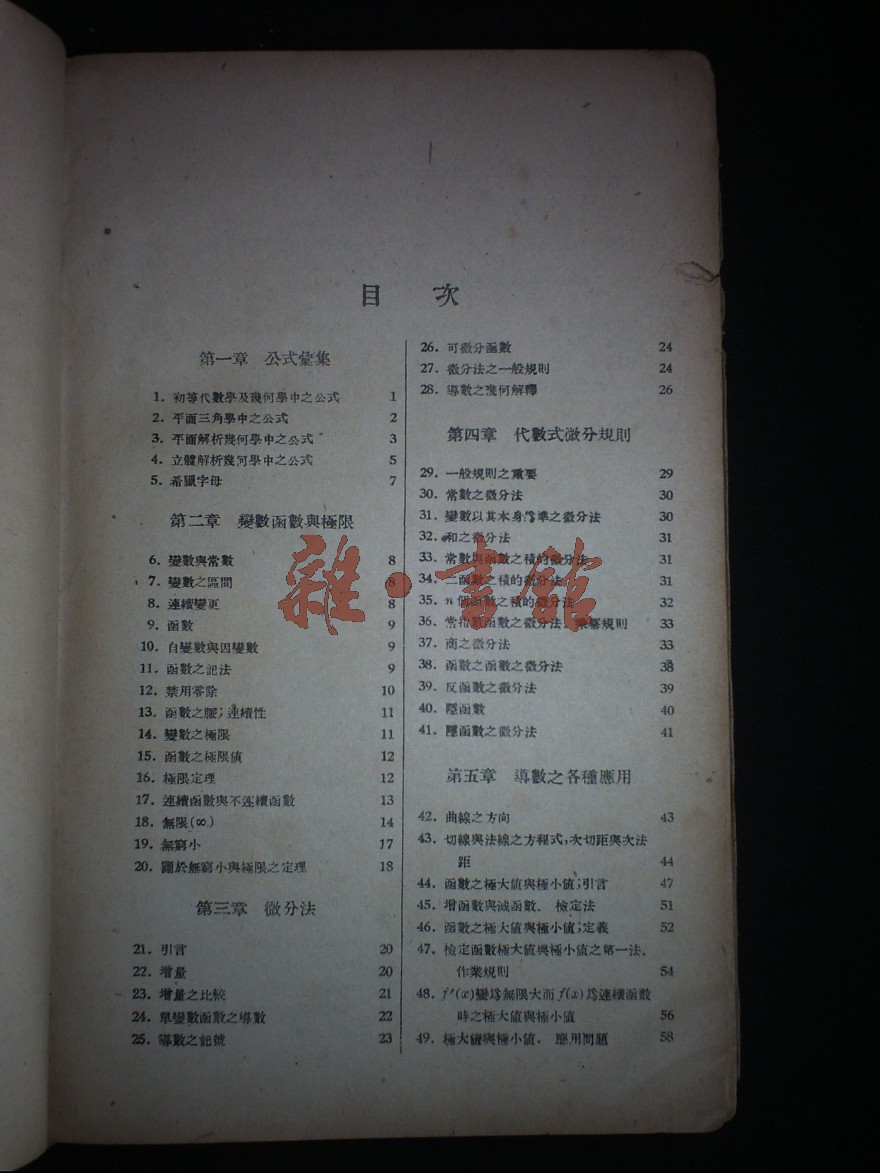 目 次
第一章 公式彙集
1. 初等代數學及幾何學中之公式 1
2. 平面三角學中之公式 2
3. 平面解析幾何學中之公式 3
4. 立體解析幾何學中之公式 5
5. 希臘字母 7
第二章 變數函數與極限
6. 變數與常數 8
7. 變數之區間 8
8. 連續變更 8
9. 函數 9
10. 自變數與因變數 9
11. 函數之記法 9
12. 禁用零除 10
13. 函數之脈;連續性 11
14. 變數之極限 11
15. 函數之極限値 12
16. 極限定理 12
17. 連續函數與不連續函數 13
18. 無限(∞) 14
19. 無窮小 17
20. 關於無窮小與極限之定理 18
第三章 微分法
21. 引言 20
22. 增量 20
23. 增量之比較 21
24. 單變數函數之導數 22
25. 導數之記號 23
26. 可微分函數 24
27. 微分法之一般規則 24
28. 導數之幾何解釋 26
第四章 代數式微分規則
29. 一般規則之重要 29
30. 常數之微分法 30
31. 變數以其本身爲準之微分法 30
32. 和之微分法 31
33. 常數與函數之積的微分法 31
34. 二函數之積的微分法 31
35. n個函數之積的微分法 32
36. 常指數函數之微分法 乘冪規則 33
37. 商之微分法 33
38. 函數之函數之微分法 38
39. 反函數之微分法 39
40. 隱函數 40
41. 隱函數之微分法 41
第五章 導數之各種應用
42. 曲線之方向 43
43. 切線與法線之方程式,次切距與次法
距 44
44. 函數之極大值與極小值;引言 47
45. 增函數與減函數. 檢定法 51
46. 函數之極大值與極小值;定義 52
47. 檢定函數極大值與極小值之第一法.
作業規則 54
48. f′(x)變爲無限大而f(x)爲連續函數
時之極大値與極小値 56
49. 極大値與極小値. 應用問題 58
雜·書館